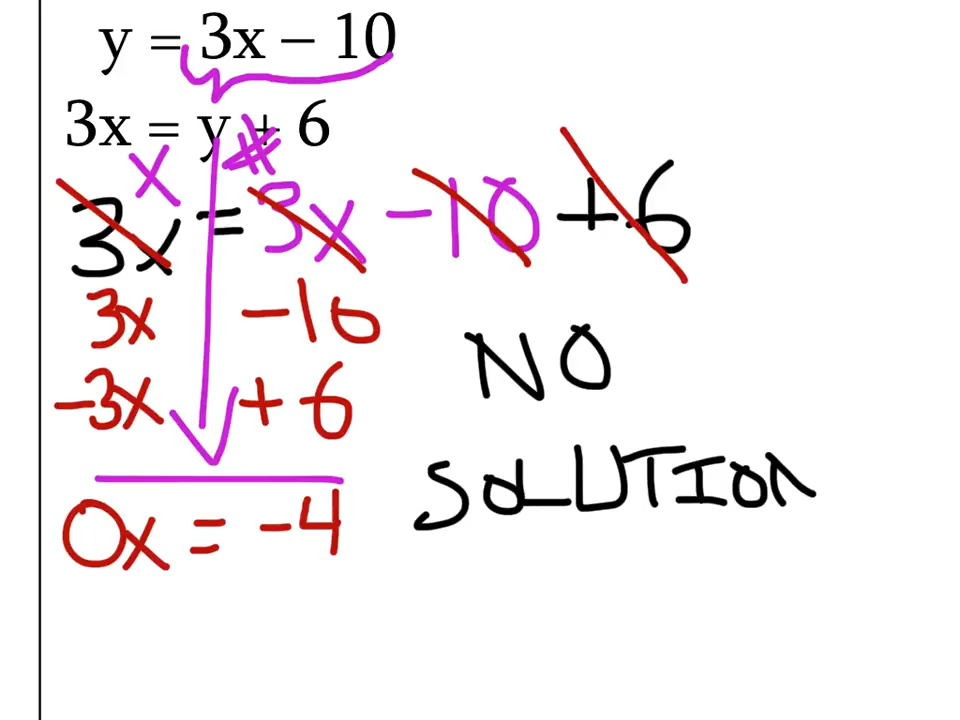 y = 3x – 10
3x = y + 6
x #
3x = 3x - 10 + 6
3x - 10
-3x + 6
0x = -4
NO
SOLUTION